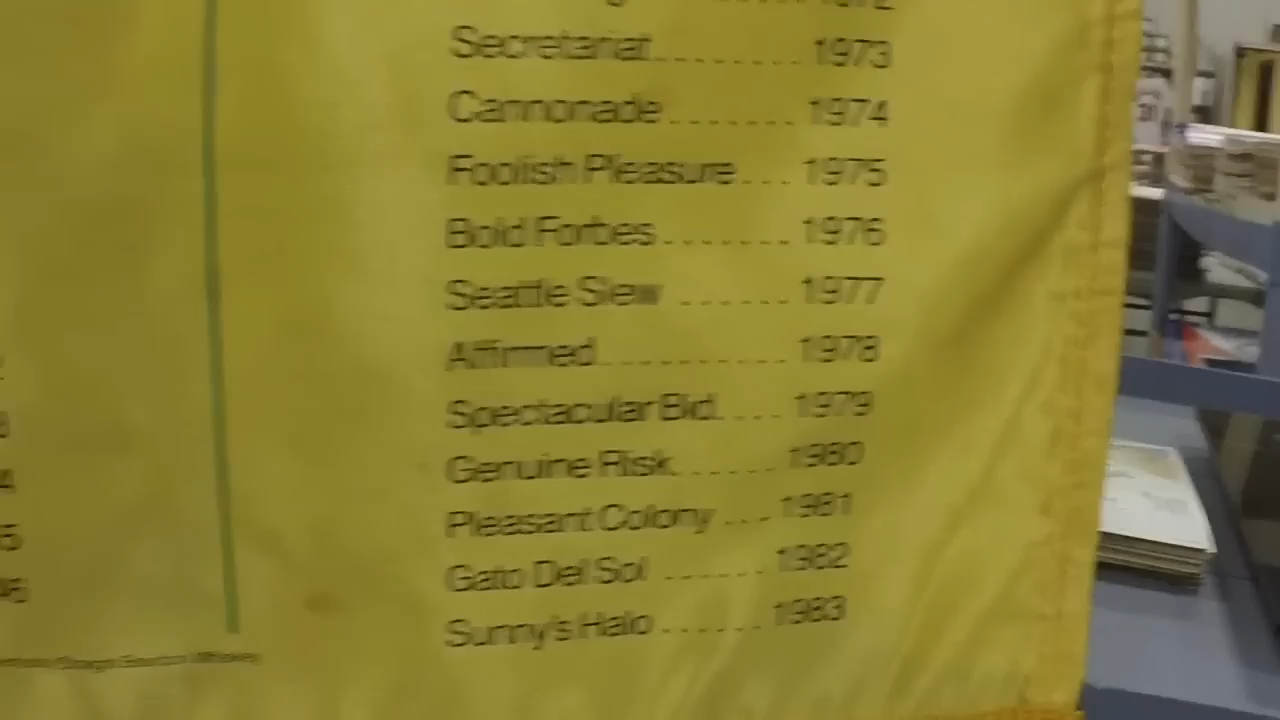 1972
Secretariat........ 1973
Cannonade....... 1974
Foolish Pleasure... 1975
Bold Forbes....... 1976
Seattle Slew ...... 1977
Affirmed.......... 1978
Spectacular Bid.... 1979
Genuine Risk...... 1980
Pleasant Colony ... 1981
Gato Del Sol ...... 1982
Sunny's Halo...... 1983